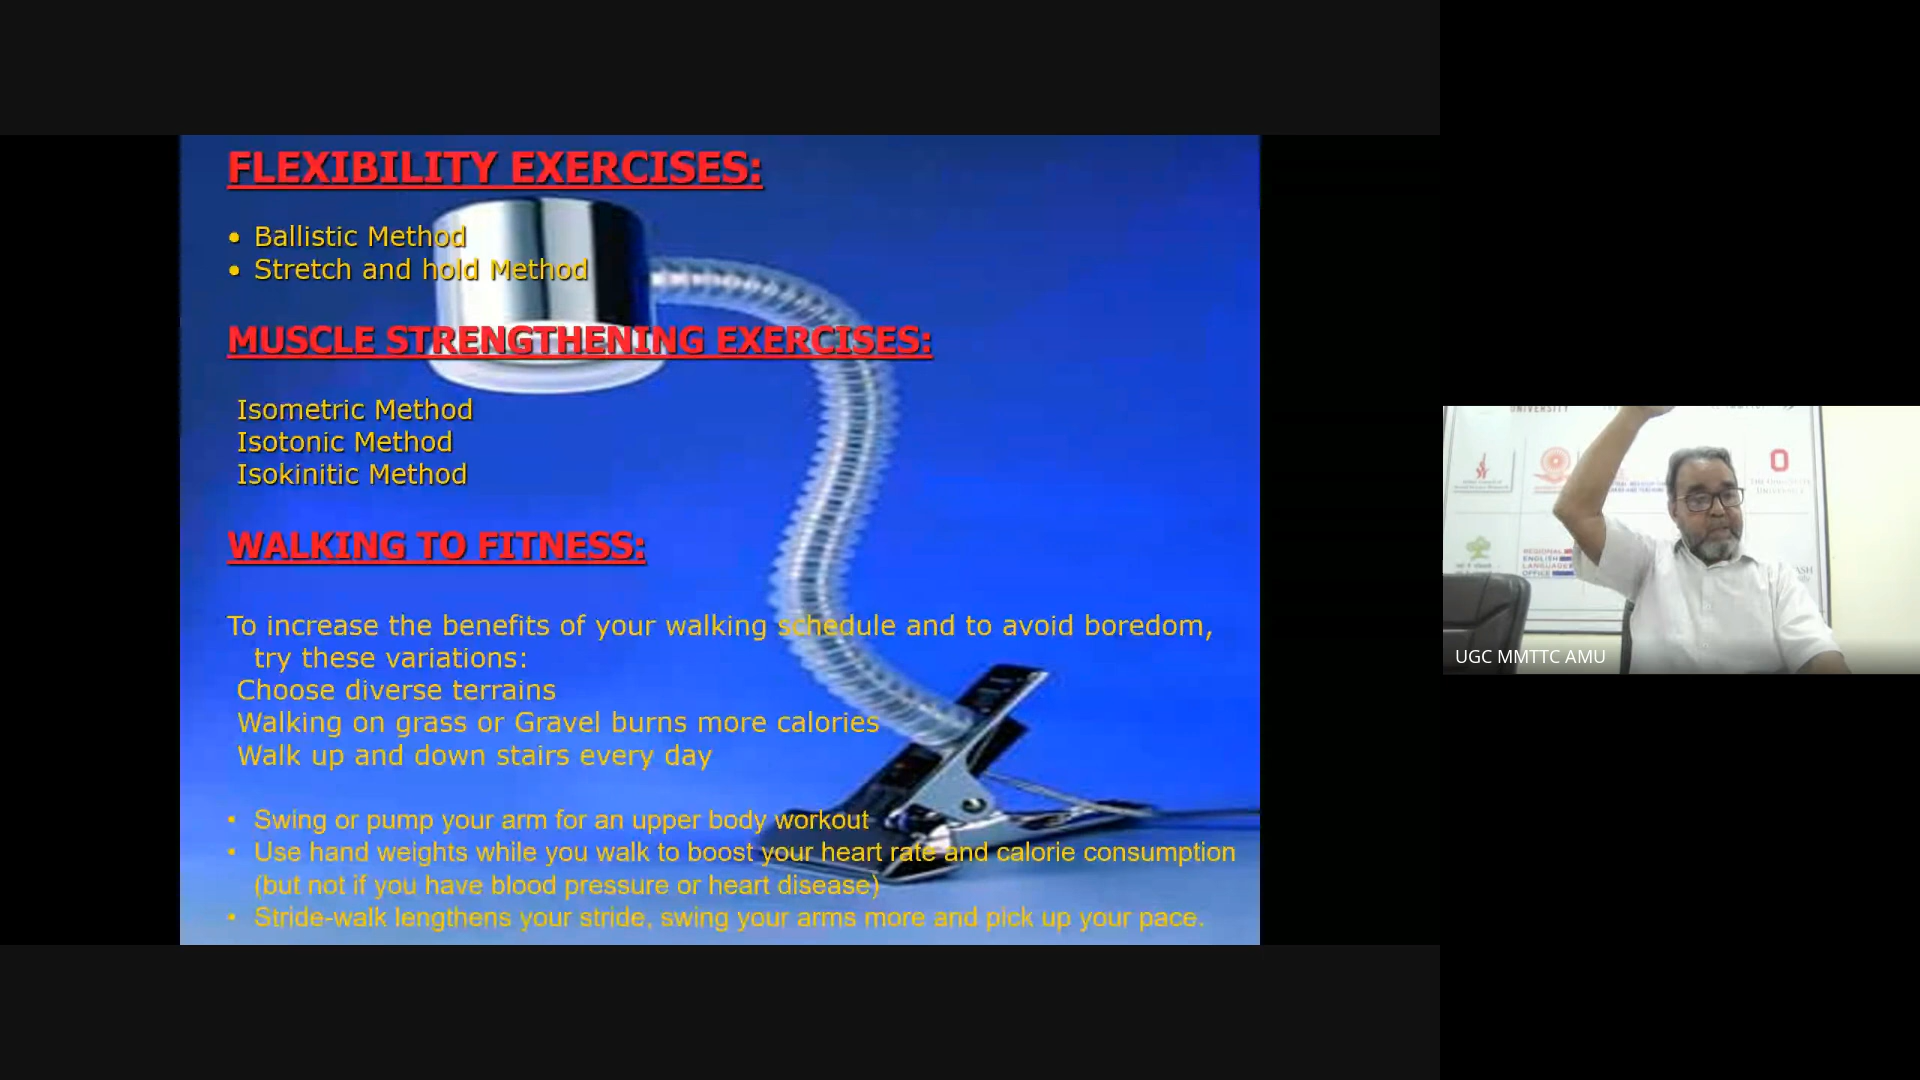 FLEXIBILITY EXERCISES:
• Ballistic Method
• Stretch and hold Method
MUSCLE STRENGTHENING EXERCISES:
Isometric Method
Isotonic Method
Isokinitic Method
WALKING TO FITNESS:
To increase the benefits of your walking schedule and to avoid boredom,
try these variations:
Choose diverse terrains
Walking on grass or Gravel burns more calories
Walk up and down stairs every day
• Swing or pump your arm for an upper body workout
• Use hand weights while you walk to boost your heart rate and calorie consumption
(but not if you have blood pressure or heart disease)
• Stride-walk lengthens your stride, swing your arms more and pick up your pace.
UNIVERSITY
REGIONAL
ENGLISH
LANGUAGE
OFFICE
UGC MMTTC AMU